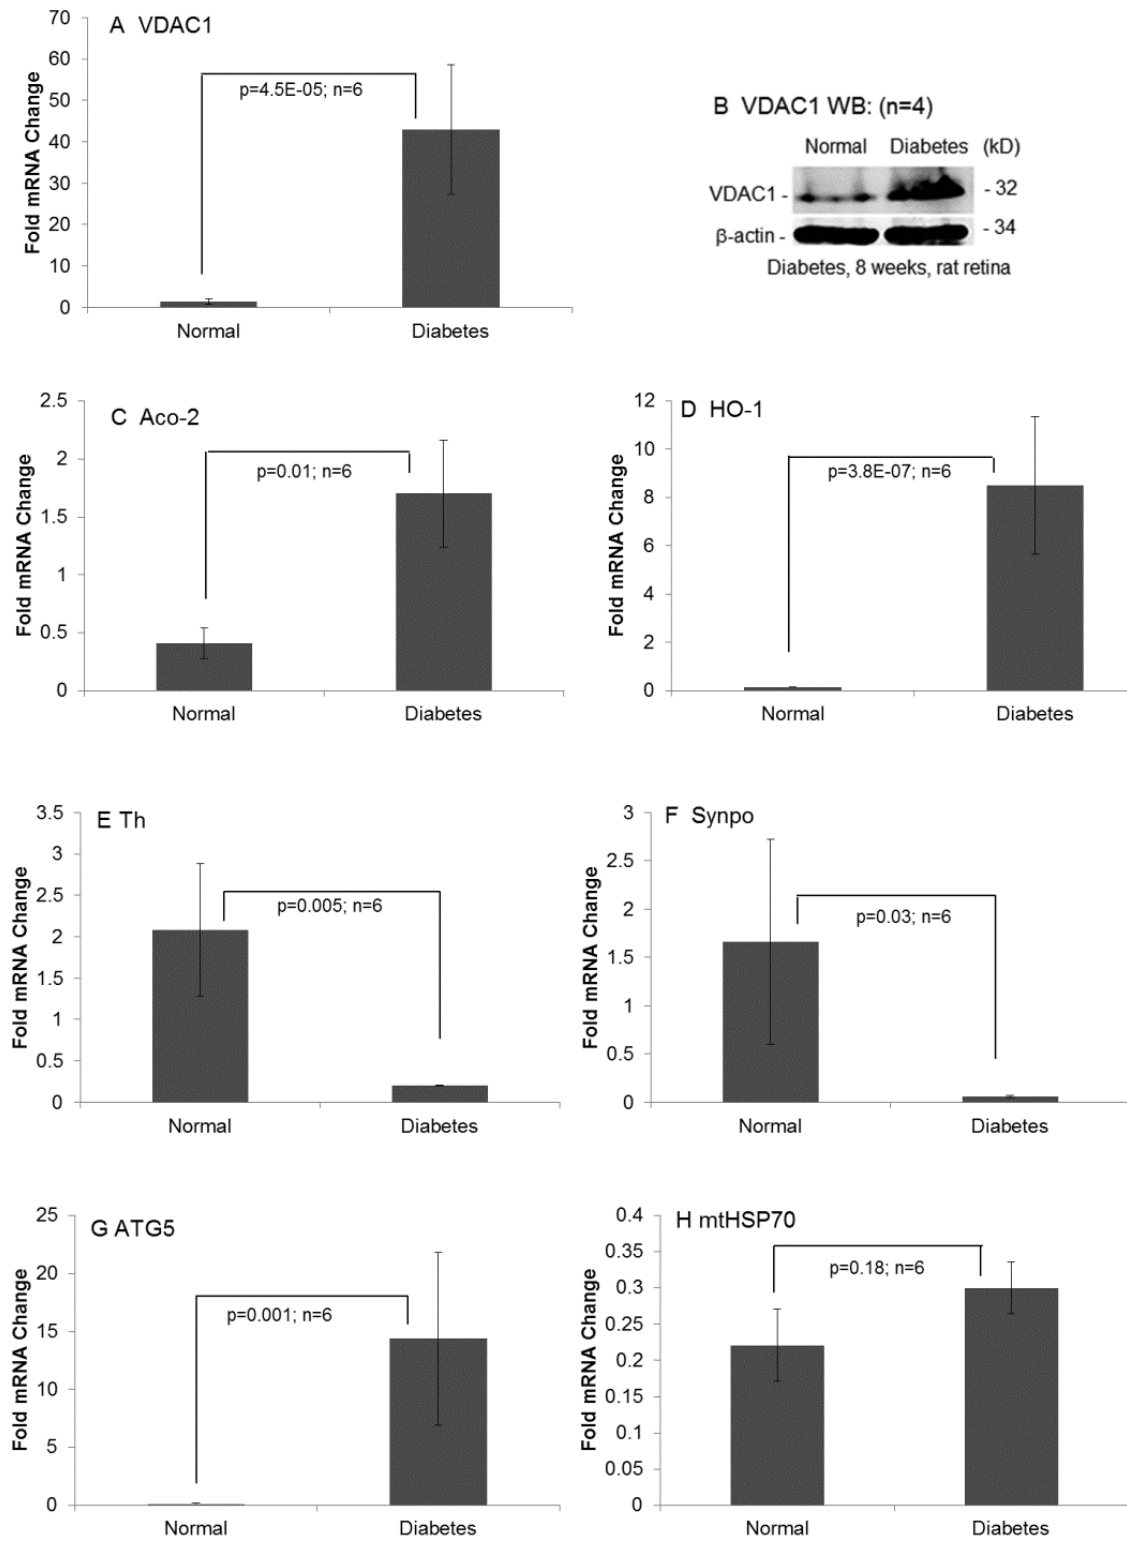 A VDAC1
Fold mRNA Change
70
60
50
40
30
20
10
0
p=4.5E-05; n=6
Normal Diabetes
B VDAC1 WB: (n=4)
Normal Diabetes (kD)
VDAC1 - - 32
β-actin - - 34
Diabetes, 8 weeks, rat retina
C Aco-2
Fold mRNA Change
2.5
2
1.5
1
0.5
0
p=0.01; n=6
Normal Diabetes
D HO-1
Fold mRNA Change
12
10
8
6
4
2
0
p=3.8E-07; n=6
Normal Diabetes
E Th
Fold mRNA Change
3.5
3
2.5
2
1.5
1
0.5
0
p=0.005; n=6
Normal Diabetes
F Synpo
Fold mRNA Change
3
2.5
2
1.5
1
0.5
0
p=0.03; n=6
Normal Diabetes
G ATG5
Fold mRNA Change
25
20
15
10
5
0
p=0.001; n=6
Normal Diabetes
H mtHSP70
Fold mRNA Change
0.4
0.35
0.3
0.25
0.2
0.15
0.1
0.05
0
p=0.18; n=6
Normal Diabetes